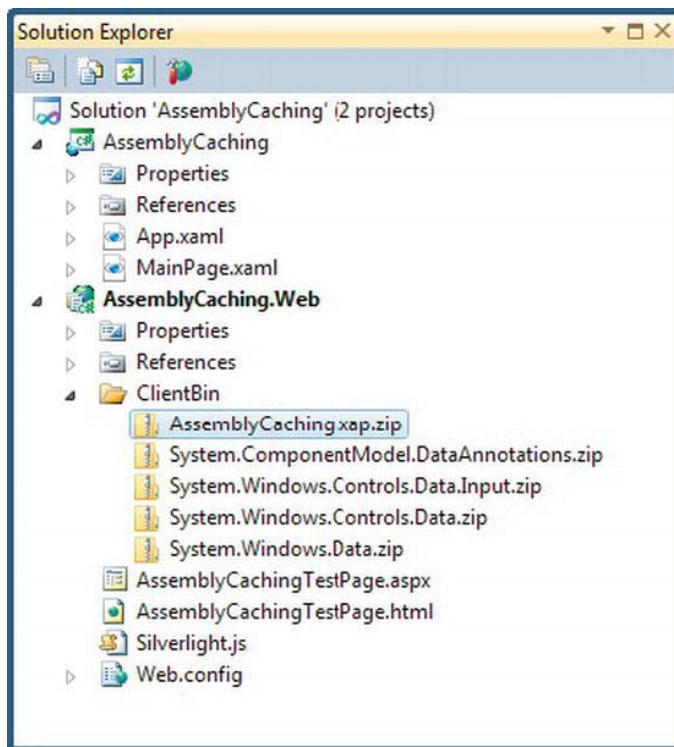 Solution Explorer
Solution 'AssemblyCaching' (2 projects)
AssemblyCaching
Properties
References
App.xaml
MainPage.xaml
AssemblyCaching.Web
Properties
References
ClientBin
AssemblyCaching.xap.zip
System.ComponentModel.DataAnnotations.zip
System.Windows.Controls.Data.Input.zip
System.Windows.Controls.Data.zip
System.Windows.Data.zip
AssemblyCachingTestPage.aspx
AssemblyCachingTestPage.html
Silverlight.js
Web.config